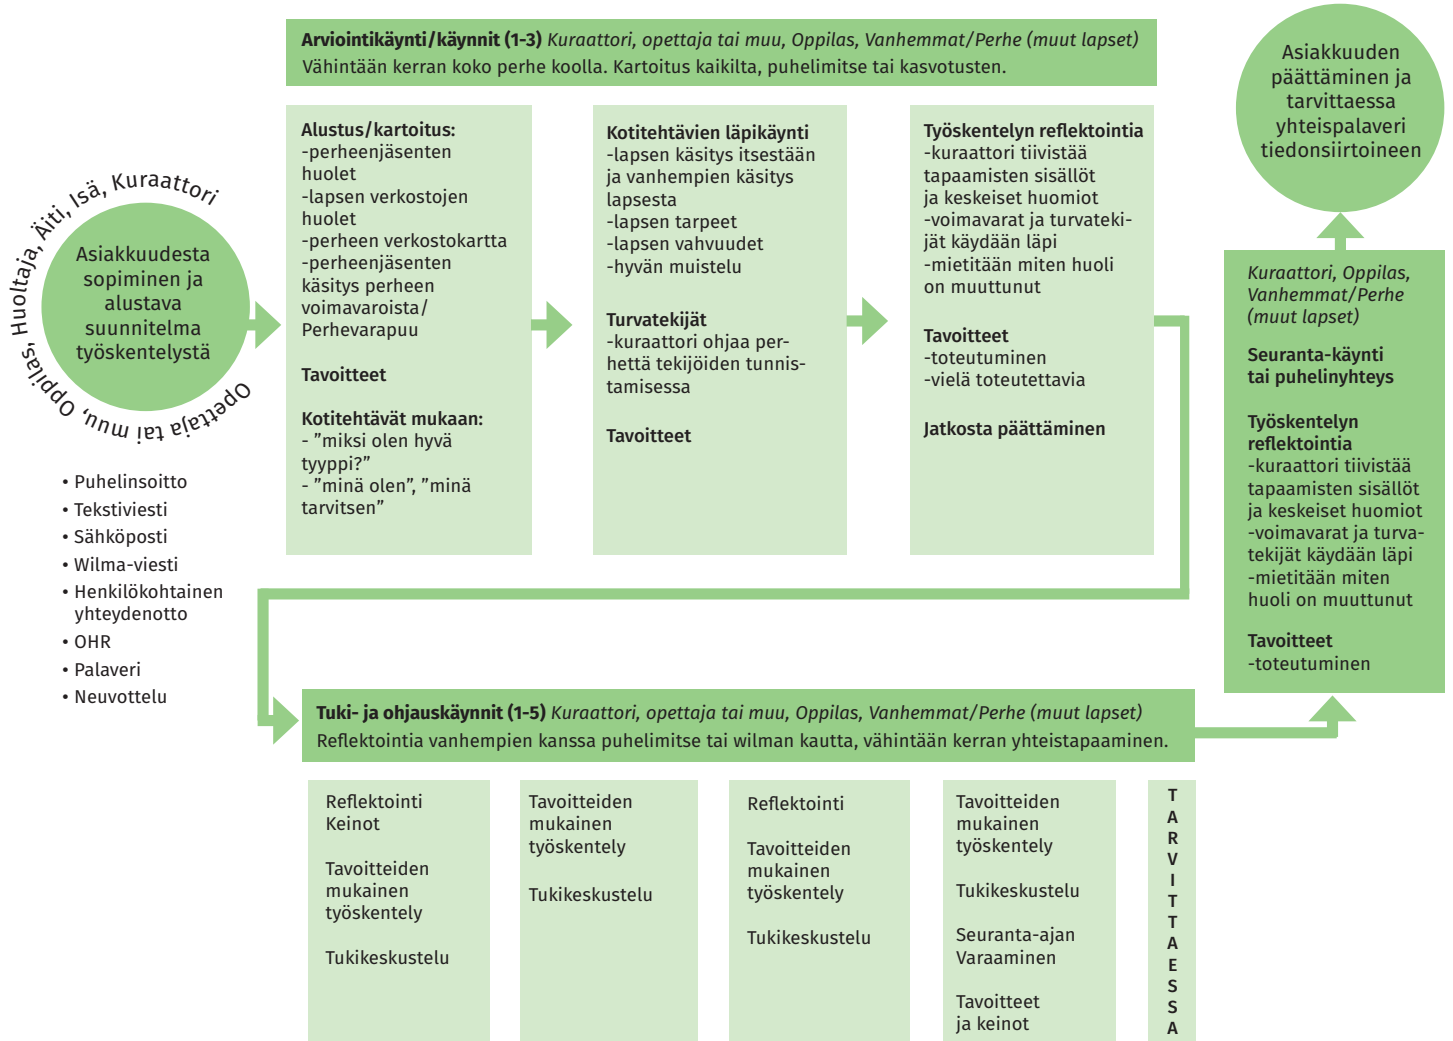 Oppilas, Huoltaja, Äiti, Isä, Kuraattori
Opettaja tai muu,
Asiakkuudesta
sopiminen ja
alustava
suunnitelma
työskentelystä
• Puhelinsoitto
• Tekstiviesti
• Sähköposti
• Wilma-viesti
• Henkilökohtainen
yhteydenotto
• OHR
• Palaveri
• Neuvottelu
Arviointikäynti/käynnit (1-3) Kuraattori, opettaja tai muu, Oppilas, Vanhemmat/Perhe (muut lapset)
Vähintään kerran koko perhe koolla. Kartoitus kaikilta, puhelimitse tai kasvotusten.
Alustus/kartoitus:
-perheenjäsenten
huolet
-lapsen verkostojen
huolet
-perheen verkostokartta
-perheenjäsenten
käsitys perheen
voimavaroista/
Perhevarapuu
Tavoitteet
Kotitehtävät mukaan:
- ”miksi olen hyvä
tyyppi?”
- ”minä olen”, ”minä
tarvitsen”
Kotitehtävien läpikäynti
-lapsen käsitys itsestään
ja vanhempien käsitys
lapsesta
-lapsen tarpeet
-lapsen vahvuudet
-hyvän muistelu
Turvatekijät
-kuraattori ohjaa per-
hettä tekijöiden tunnis-
tamisessa
Tavoitteet
Työskentelyn reflektointia
-kuraattori tiivistää
tapaamisten sisällöt
ja keskeiset huomiot
-voimavarat ja turvateki-
jät käydään läpi
-mietitään miten huoli
on muuttunut
Tavoitteet
-toteutuminen
-vielä toteutettavia
Jatkosta päättäminen
Tuki- ja ohjauskäynnit (1-5) Kuraattori, opettaja tai muu, Oppilas, Vanhemmat/Perhe (muut lapset)
Reflektointia vanhempien kanssa puhelimitse tai wilman kautta, vähintään kerran yhteistapaaminen.
Reflektointi
Keinot
Tavoitteiden
mukainen
työskentely
Tukikeskustelu
Tavoitteiden
mukainen
työskentely
Tukikeskustelu
Reflektointi
Tavoitteiden
mukainen
työskentely
Tukikeskustelu
Tavoitteiden
mukainen
työskentely
Tukikeskustelu
Seuranta-ajan
Varaaminen
Tavoitteet
ja keinot
TARVITTAESSA
Kuraattori, Oppilas,
Vanhemmat/Perhe
(muut lapset)
Seuranta-käynti
tai puhelinyhteys
Työskentelyn
reflektointia
-kuraattori tiivistää
tapaamisten sisällöt
ja keskeiset huomiot
-voimavarat ja turva-
tekijät käydään läpi
-mietitään miten
huoli on muuttunut
Tavoitteet
-toteutuminen
Asiakkuuden
päättäminen ja
tarvittaessa
yhteispalaveri
tiedonsiirtoineen